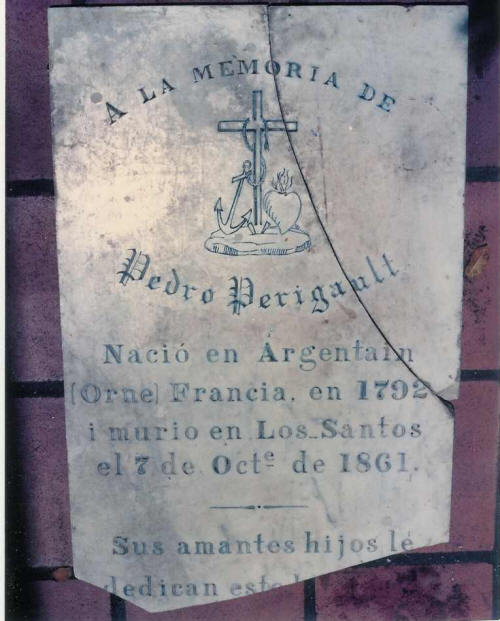 A LA MEMORIA DE
Pedro Perigault
Nació en Argentain
(Orne) Francia, en 1792
i murio en Los Santos
el 7 de Octe. de 1861.
Sus amantes hijos lé
dedican este